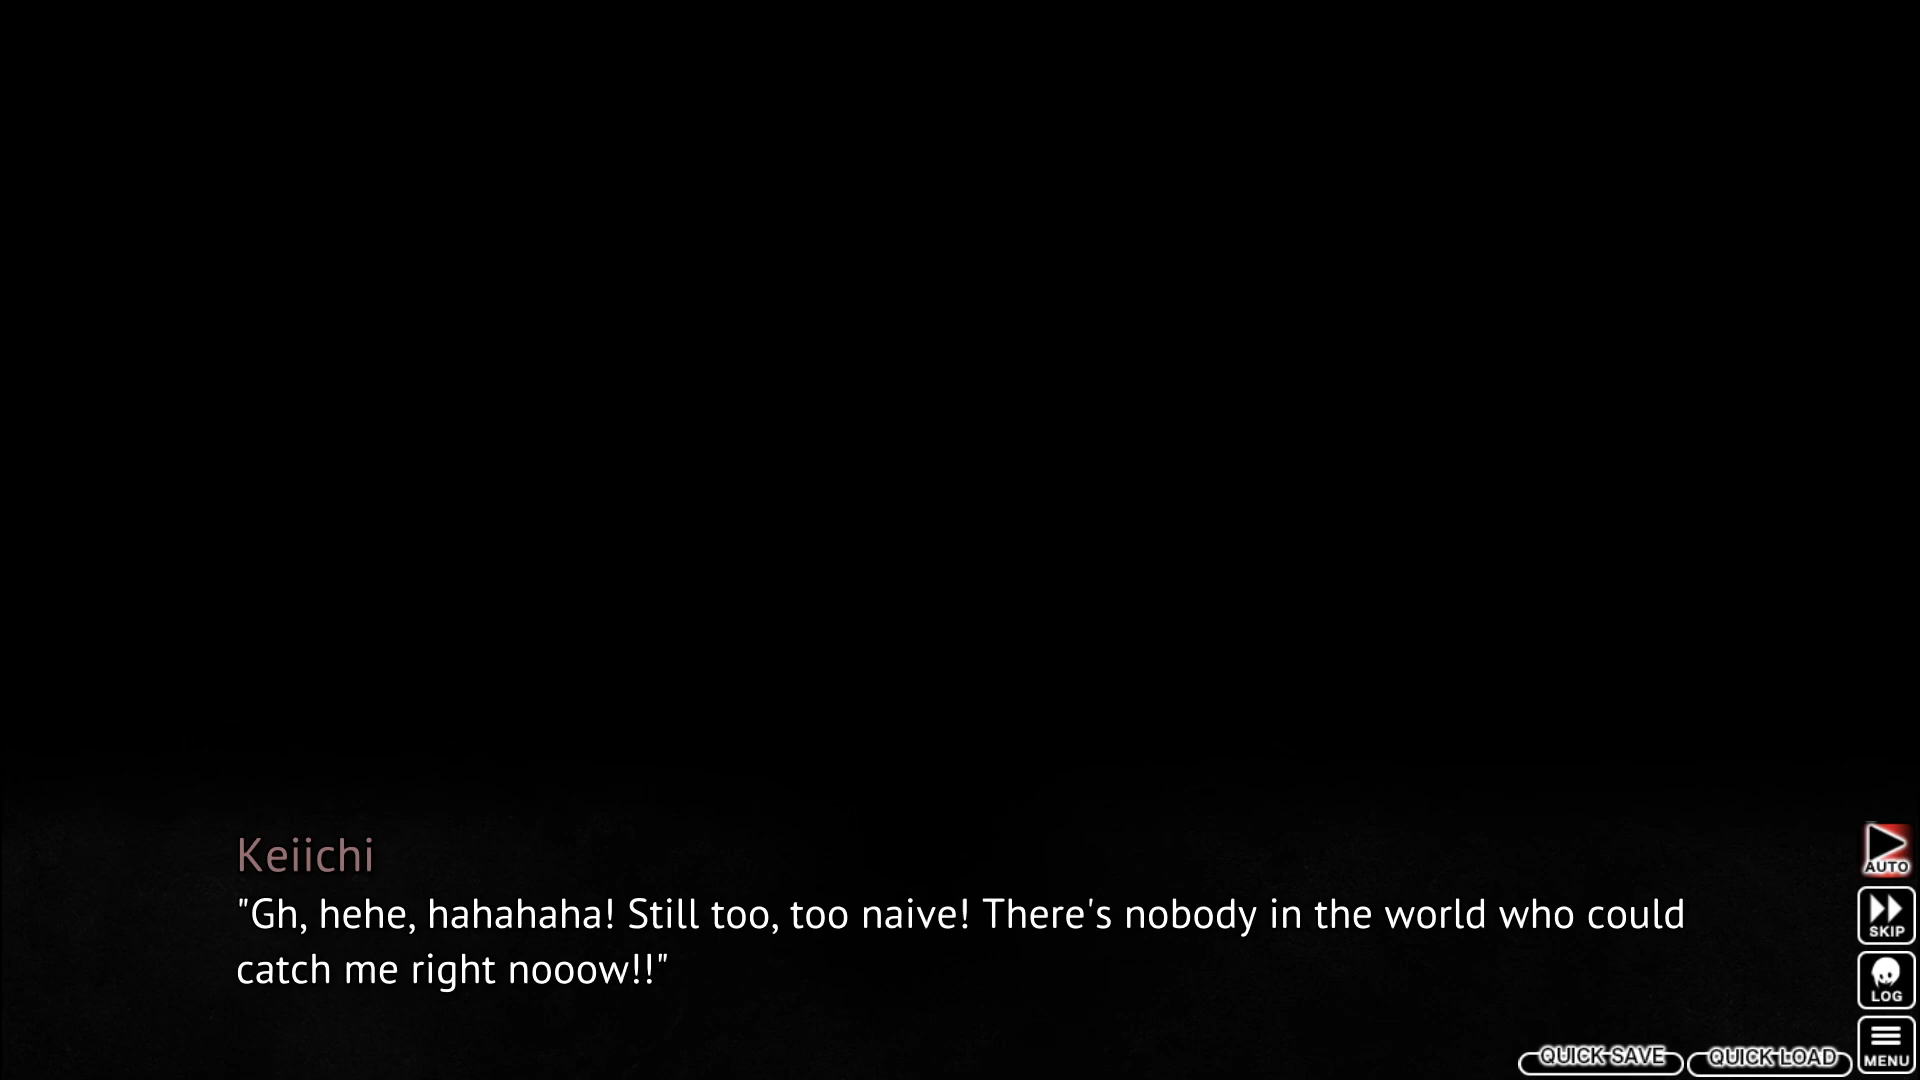 Keiichi
"Gh, hehe, hahahaha! Still too, too naive! There's nobody in the world who could
catch me right nooow!!"
AUTO
SKIP
LOG
MENU
QUICK SAVE
QUICK LOAD